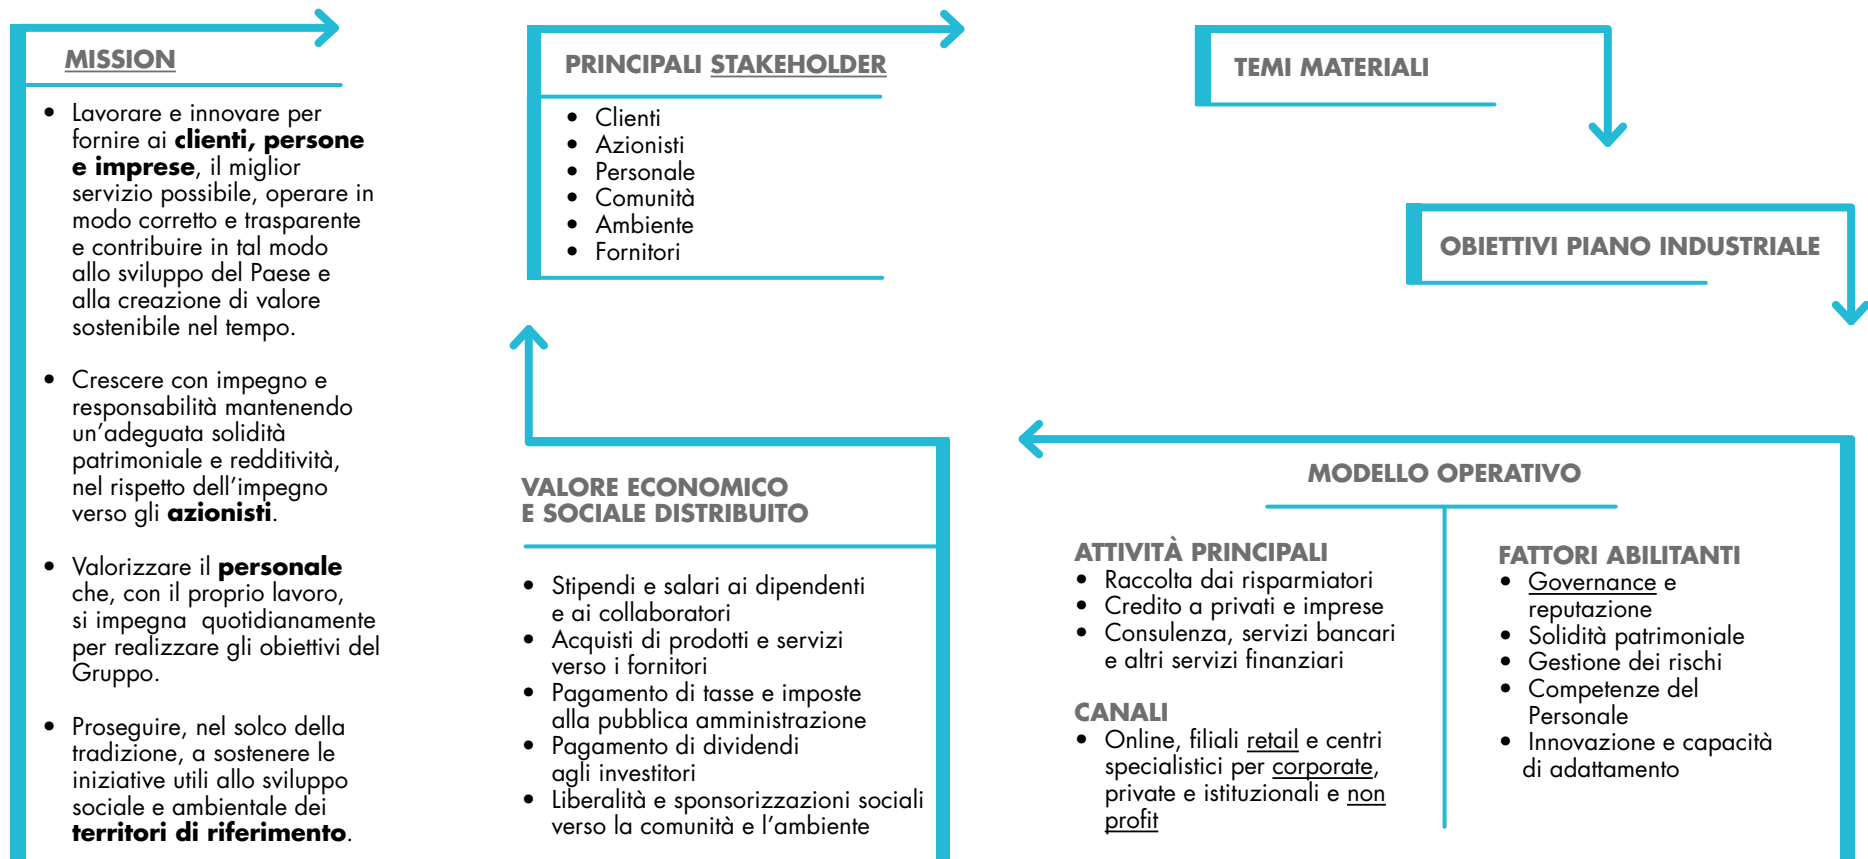 MISSION
• Lavorare e innovare per
fornire ai clienti, persone
e imprese, il miglior
servizio possibile, operare in
modo corretto e trasparente
e contribuire in tal modo
allo sviluppo del Paese e
alla creazione di valore
sostenibile nel tempo.
• Crescere con impegno e
responsabilità mantenendo
un'adeguata solidità
patrimoniale e redditività,
nel rispetto dell'impegno
verso gli azionisti.
• Valorizzare il personale
che, con il proprio lavoro,
si impegna quotidianamente
per realizzare gli obiettivi del
Gruppo.
• Proseguire, nel solco della
tradizione, a sostenere le
iniziative utili allo sviluppo
sociale e ambientale dei
territori di riferimento.
PRINCIPALI STAKEHOLDER
• Clienti
• Azionisti
• Personale
• Comunità
• Ambiente
• Fornitori
TEMI MATERIALI
OBIETTIVI PIANO INDUSTRIALE
MODELLO OPERATIVO
ATTIVITÀ PRINCIPALI
• Raccolta dai risparmiatori
• Credito a privati e imprese
• Consulenza, servizi bancari
e altri servizi finanziari
CANALI
• Online, filiali retail e centri
specialistici per corporate,
private e istituzionali e non
profit
FATTORI ABILITANTI
• Governance e
reputazione
• Solidità patrimoniale
• Gestione dei rischi
• Competenze del
Personale
• Innovazione e capacità
di adattamento
VALORE ECONOMICO
E SOCIALE DISTRIBUITO
• Stipendi e salari ai dipendenti
e ai collaboratori
• Acquisti di prodotti e servizi
verso i fornitori
• Pagamento di tasse e imposte
alla pubblica amministrazione
• Pagamento di dividendi
agli investitori
• Liberalità e sponsorizzazioni sociali
verso la comunità e l'ambiente